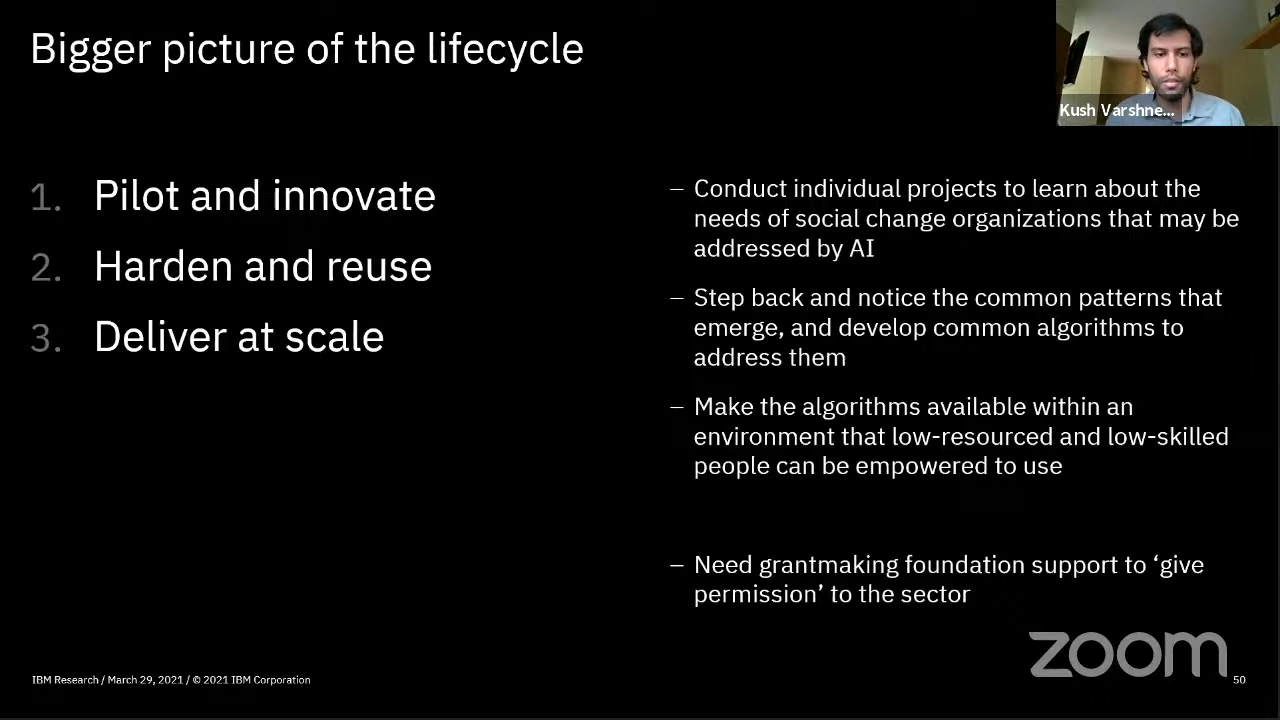 Bigger picture of the lifecycle
Kush Varshne...
1. Pilot and innovate
2. Harden and reuse
3. Deliver at scale
– Conduct individual projects to learn about the
needs of social change organizations that may be
addressed by AI
– Step back and notice the common patterns that
emerge, and develop common algorithms to
address them
– Make the algorithms available within an
environment that low-resourced and low-skilled
people can be empowered to use
– Need grantmaking foundation support to ‘give
permission’ to the sector
zoom
IBM Research / March 29, 2021 / © 2021 IBM Corporation
50